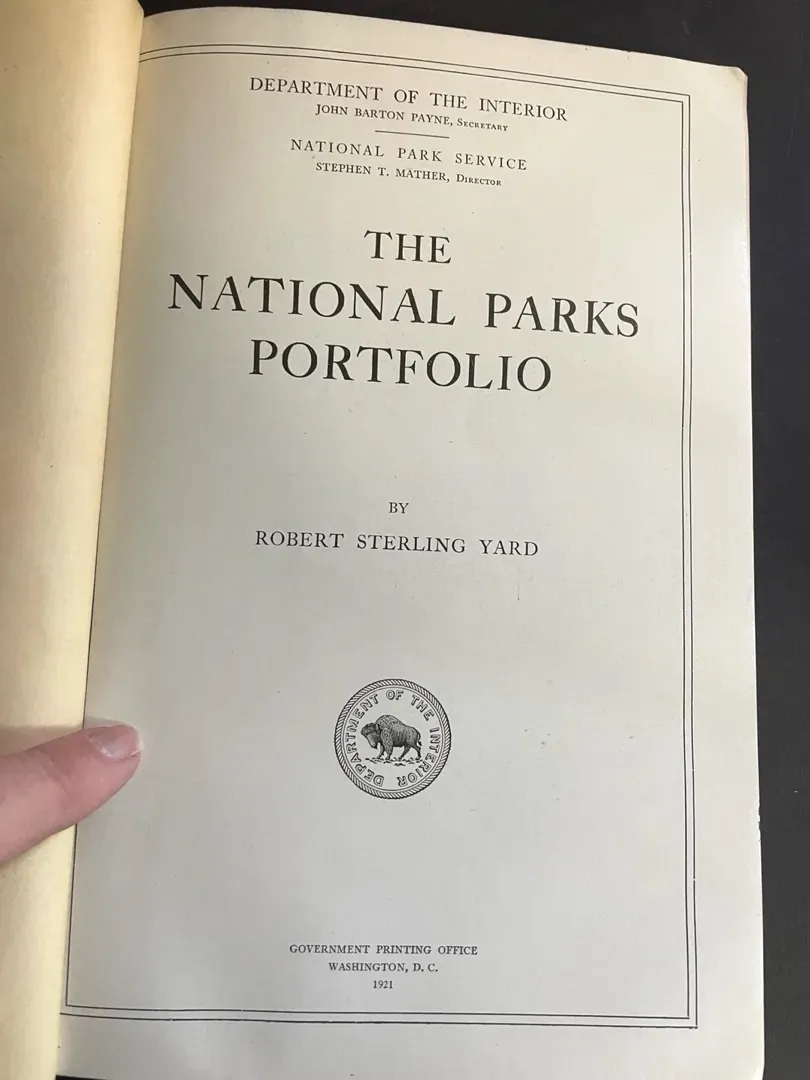 DEPARTMENT OF THE INTERIOR
JOHN BARTON PAYNE, SECRETARY
NATIONAL PARK SERVICE
STEPHEN T. MATHER, DIRECTOR
THE
NATIONAL PARKS
PORTFOLIO
BY
ROBERT STERLING YARD
DEPARTMENT OF THE INTERIOR
GOVERNMENT PRINTING OFFICE
WASHINGTON, D. C.
1921